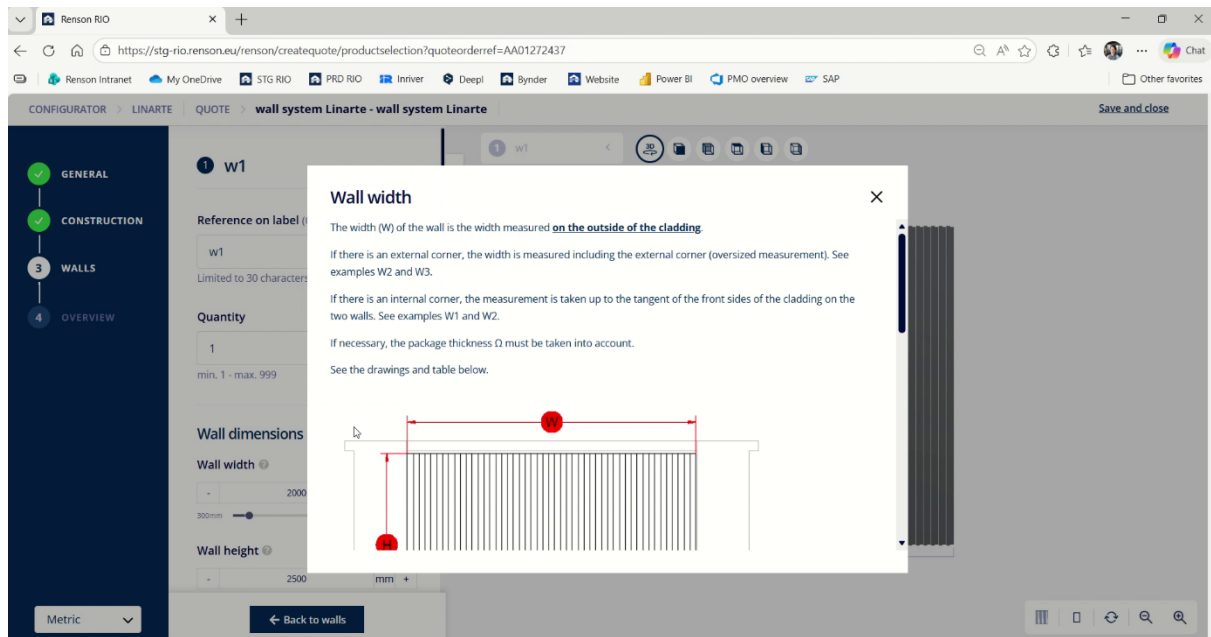 Renson RIO
https://stg-rio.renson.eu/renson/createquote/productselection?quoteorderref=AA01272437
Chat
Renson Intranet My OneDrive STG RIO PRD RIO Inriver Deepl Bynder Website Power BI PMO overview SAP Other favorites
CONFIGURATOR > LINARTE QUOTE > wall system Linarte - wall system Linarte Save and close
1 w1 < 3D
1 w1
GENERAL
CONSTRUCTION
3 WALLS
4 OVERVIEW
Reference on label
w1
Limited to 30 characters
Quantity
1
min. 1 - max. 999
Wall dimensions
Wall width
- 2000
300mm
Wall height
- 2500 mm +
Wall width
The width (W) of the wall is the width measured on the outside of the cladding.
If there is an external corner, the width is measured including the external corner (oversized measurement). See
examples W2 and W3.
If there is an internal corner, the measurement is taken up to the tangent of the front sides of the cladding on the
two walls. See examples W1 and W2.
If necessary, the package thickness Ω must be taken into account.
See the drawings and table below.
W
H
Metric
← Back to walls